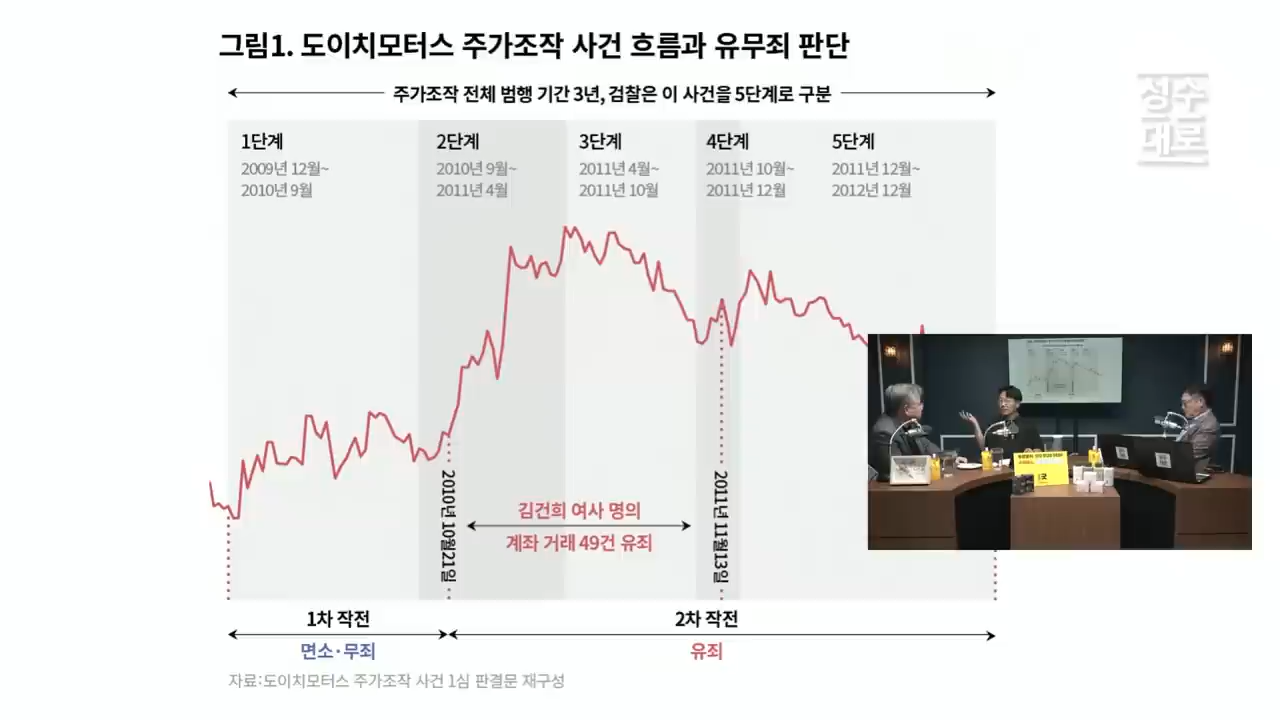 그림1. 도이치모터스 주가조작 사건 흐름과 유무죄 판단
주가조작 전체 범행 기간 3년, 검찰은 이 사건을 5단계로 구분
성수
대로
1단계
2009년 12월~
2010년 9월
2단계
2010년 9월~
2011년 4월
3단계
2011년 4월~
2011년 10월
4단계
2011년 10월~
2011년 12월
5단계
2011년 12월~
2012년 12월
2010년 10월21일
김건희 여사 명의
계좌 거래 49건 유죄
2011년 11월13일
1차 작전
면소·무죄
2차 작전
유죄
자료:도이치모터스 주가조작 사건 1심 판결문 재구성